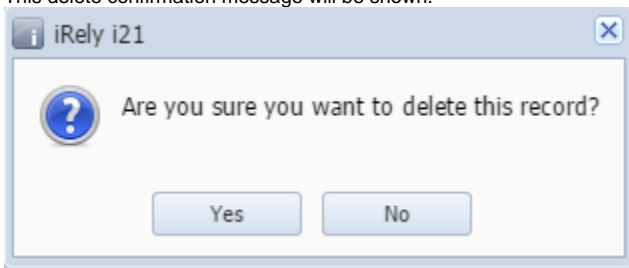 This delete confirmation message will be shown.
iRely i21
Are you sure you want to delete this record?
Yes
No